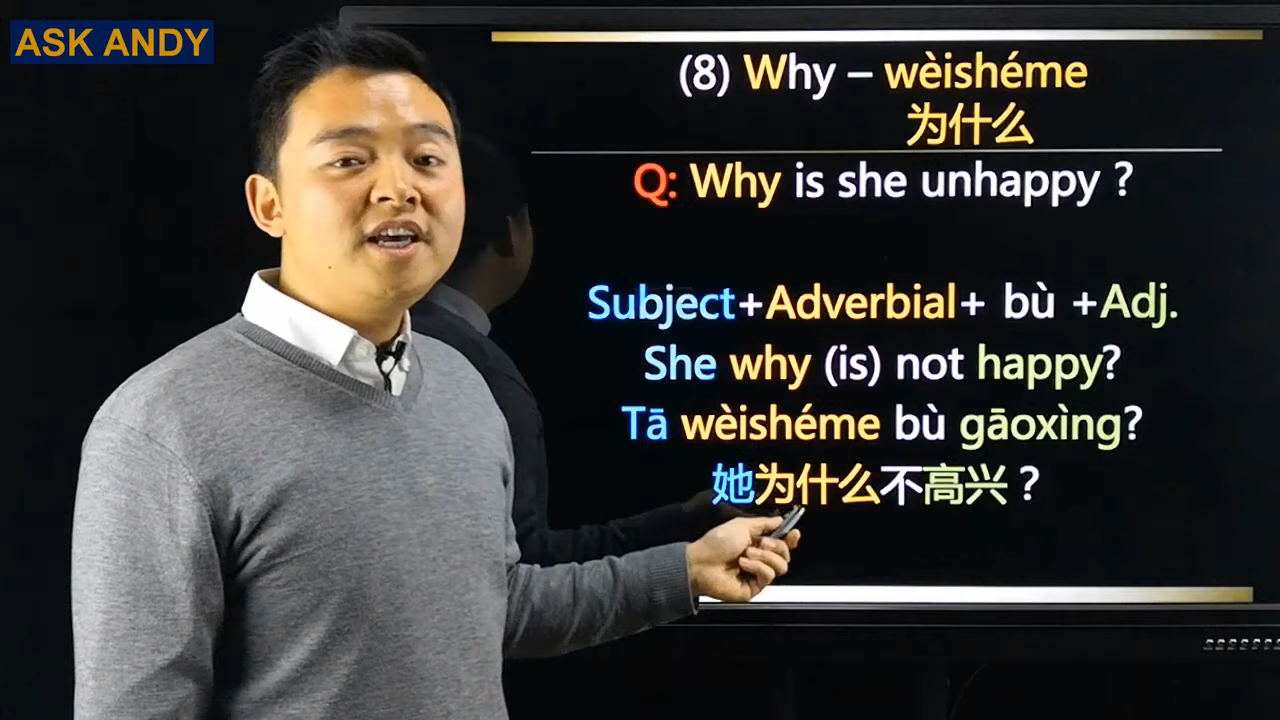 ASK ANDY
(8) Why – wèishéme
为什么
Q: Why is she unhappy ?
Subject+Adverbial+ bù +Adj.
She why (is) not happy?
Tā wèishéme bù gāoxìng?
她为什么不高兴？